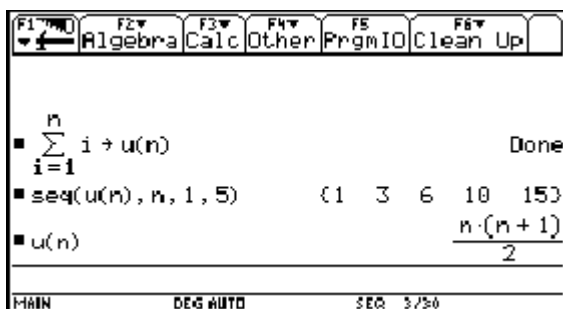 F1 F2 F3 F4 F5 F6
Algebra Calc Other PrgmIO Clean Up
n
∑ i → u(n) Done
i=1
seq(u(n), n, 1, 5) {1 3 6 10 15}
n·(n + 1)
u(n)
2
MAIN DEG AUTO SEQ 3/30